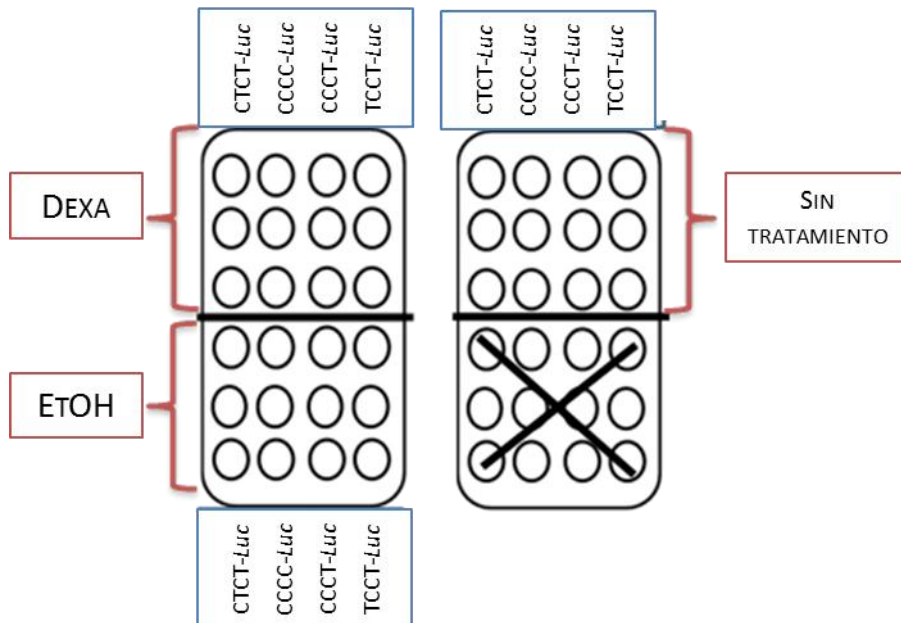 CTCT-Luc
CCCC-Luc
CCCT-Luc
TCCT-Luc
CTCT-Luc
CCCC-Luc
CCCT-Luc
TCCT-Luc
DEXA
SIN
TRATAMIENTO
ETOH
CTCT-Luc
CCCC-Luc
CCCT-Luc
TCCT-Luc